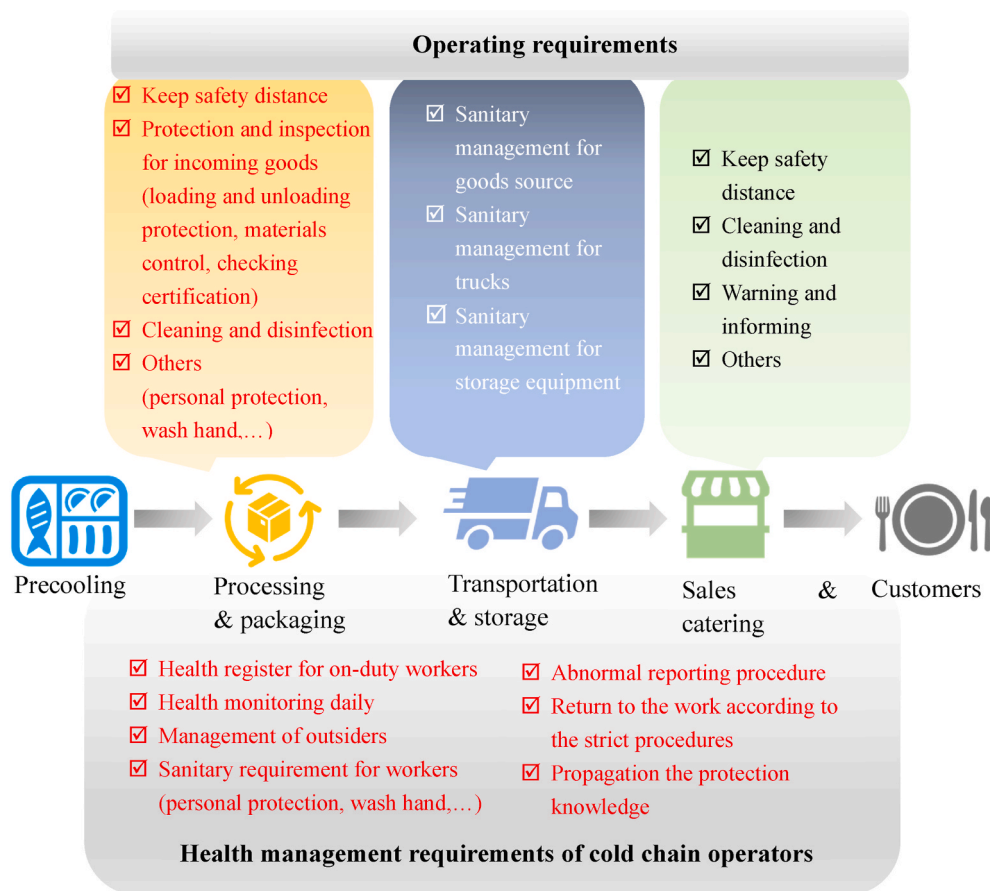 Operating requirements
☑ Keep safety distance
☑ Protection and inspection
for incoming goods
(loading and unloading
protection, materials
control, checking
certification)
☑ Cleaning and disinfection
☑ Others
(personal protection,
wash hand,…)
☑ Sanitary
management for
goods source
☑ Sanitary
management for
trucks
☑ Sanitary
management for
storage equipment
☑ Keep safety
distance
☑ Cleaning and
disinfection
☑ Warning and
informing
☑ Others
Precooling
Processing
& packaging
Transportation
& storage
Sales &
catering
Customers
☑ Health register for on-duty workers
☑ Health monitoring daily
☑ Management of outsiders
☑ Sanitary requirement for workers
(personal protection, wash hand,…)
☑ Abnormal reporting procedure
☑ Return to the work according to
the strict procedures
☑ Propagation the protection
knowledge
Health management requirements of cold chain operators